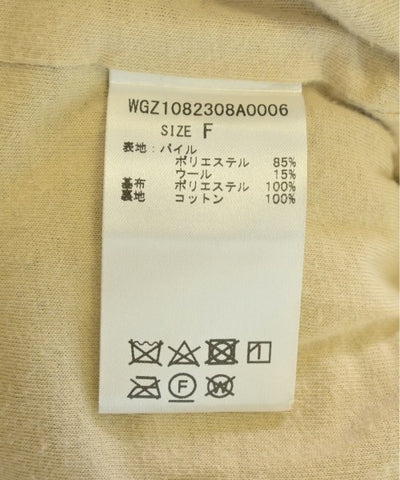 WGZ1082308A0006
SIZE F
表地：パイル
ポリエステル 85%
ウール 15%
基布 ポリエステル 100%
裏地 コットン 100%
F
W